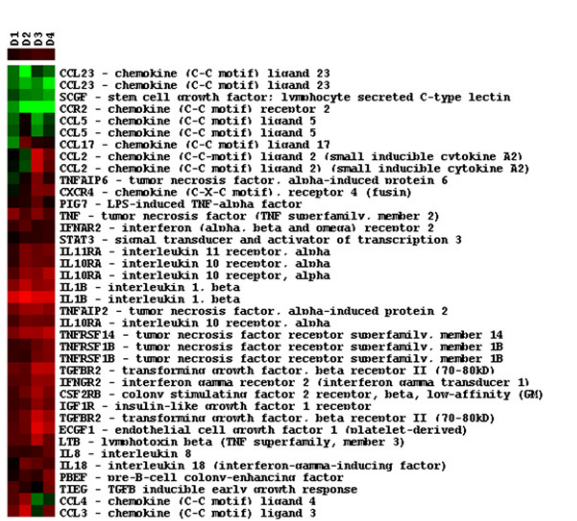 D1 D2 D3 D4
CCL23 - chemokine (C-C motif) ligand 23
CCL23 - chemokine (C-C motif) ligand 23
SCGF - stem cell growth factor: lymphocyte secreted C-type lectin
CCR2 - chemokine (C-C motif) receptor 2
CCL5 - chemokine (C-C motif) ligand 5
CCL5 - chemokine (C-C motif) ligand 5
CCL17 - chemokine (C-C motif) ligand 17
CCL2 - chemokine (C-C-motif) ligand 2 (small inducible cytokine A2)
CCL2 - chemokine (C-C motif) ligand 2) (small inducible cytokine A2)
TNFAIP6 - tumor necrosis factor. alpha-induced protein 6
CXCR4 - chemokine (C-X-C motif). receptor 4 (fusin)
PIG7 - LPS-induced TNF-alpha factor
TNF - tumor necrosis factor (TNF superfamily. member 2)
IFNAR2 - interferon (alpha. beta and omega) receptor 2
STAT3 - signal transducer and activator of transcription 3
IL11RA - interleukin 11 receptor. alpha
IL10RA - interleukin 10 receptor. alpha
IL10RA - interleukin 10 receptor, alpha
IL1B - interleukin 1. beta
IL1B - interleukin 1. beta
TNFAIP2 - tumor necrosis factor. alpha-induced protein 2
IL10RA - interleukin 10 receptor. alpha
TNFRSF14 - tumor necrosis factor receptor superfamily. member 14
TNFRSF1B - tumor necrosis factor receptor superfamily. member 1B
TNFRSF1B - tumor necrosis factor receptor superfamily. member 1B
TGFBR2 - transforming growth factor. beta receptor II (70-80kD)
IFNGR2 - interferon gamma receptor 2 (interferon gamma transducer 1)
CSF2RB - colony stimulating factor 2 receptor, beta, low-affinity (GM)
IGF1R - insulin-like growth factor 1 receptor
TGFBR2 - transforming growth factor. beta receptor II (70-80kD)
ECGF1 - endothelial cell growth factor 1 (platelet-derived)
LTB - lymphotoxin beta (TNF superfamily, member 3)
IL8 - interleukin 8
IL18 - interleukin 18 (interferon-gamma-inducing factor)
PBEF - pre-B-cell colony-enhancing factor
TIEG - TGFB inducible early growth response
CCL4 - chemokine (C-C motif) ligand 4
CCL3 - chemokine (C-C motif) ligand 3